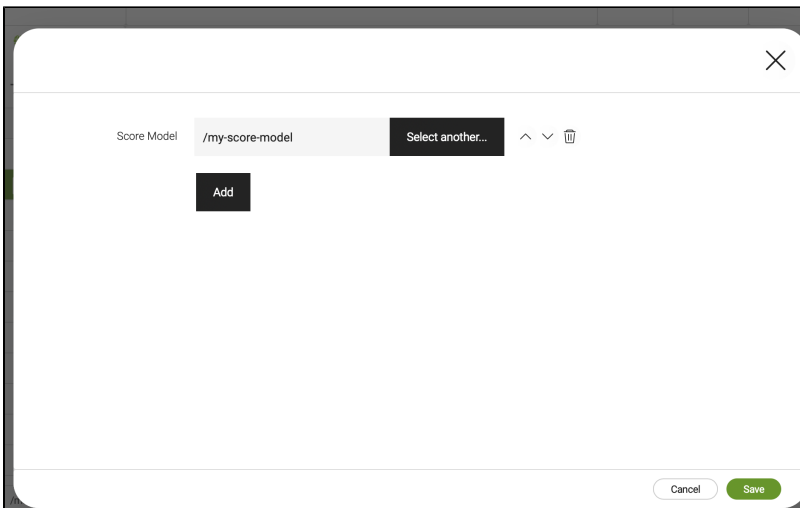 Score Model
/my-score-model
Select another...
Add
Cancel
Save